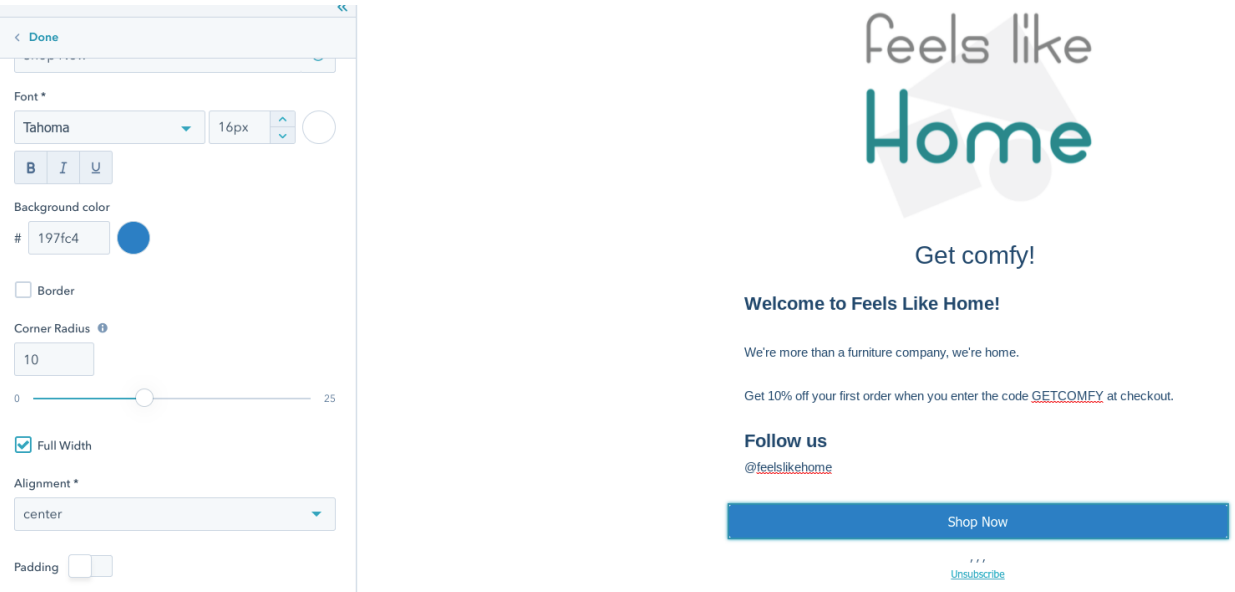 Done
Shop Now
Font *
Tahoma
16px
B I U
Background color
# 197fc4
Border
Corner Radius
10
0 25
Full Width
Alignment *
center
Padding
feels like
Home
Get comfy!
Welcome to Feels Like Home!
We're more than a furniture company, we're home.
Get 10% off your first order when you enter the code GETCOMFY at checkout.
Follow us
@feelslikehome
Shop Now
, , ,
Unsubscribe